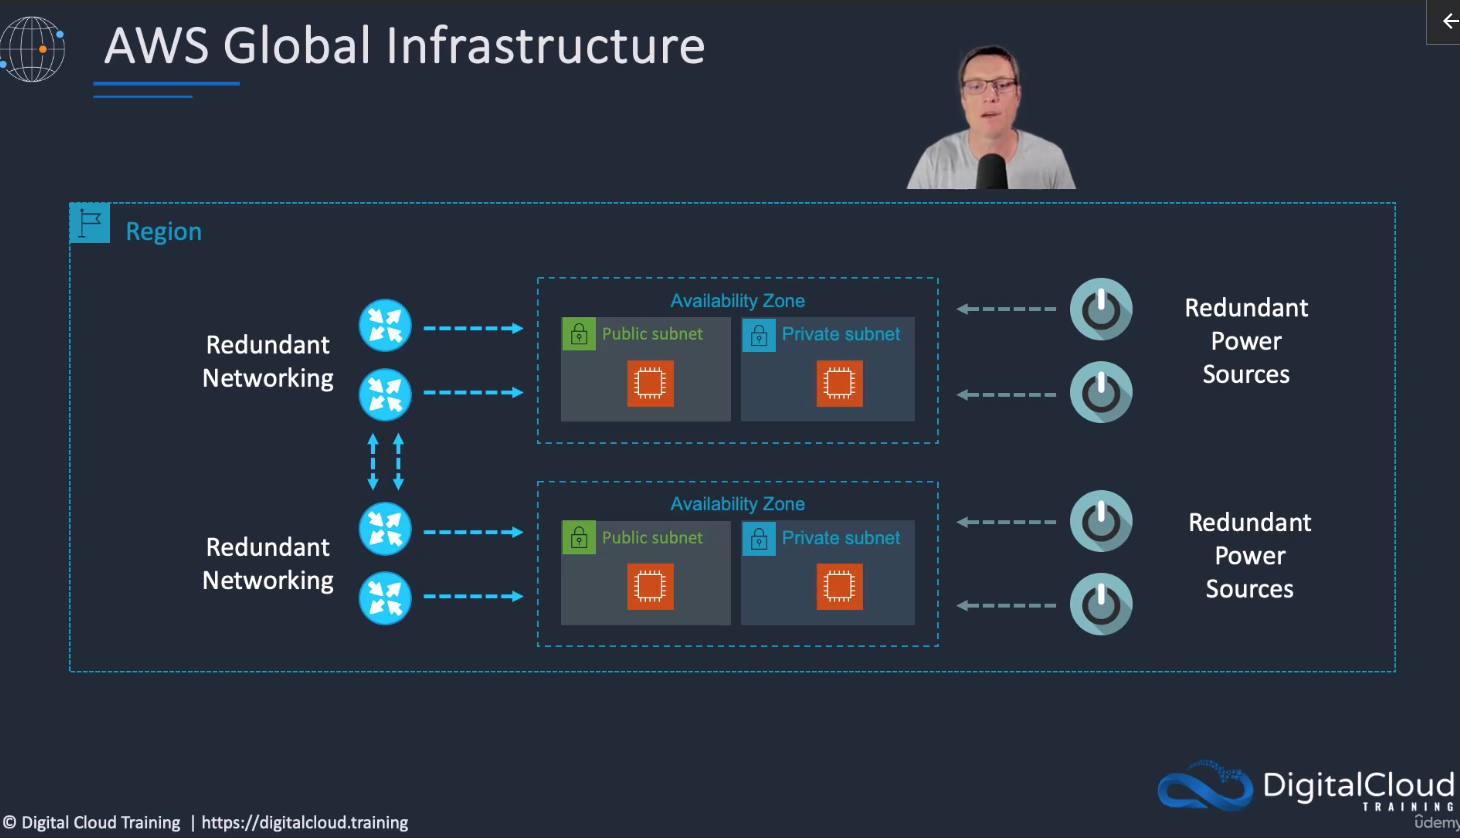 AWS Global Infrastructure
Region
Redundant
Networking
Availability Zone
Public subnet
Private subnet
Redundant
Power
Sources
Redundant
Networking
Availability Zone
Public subnet
Private subnet
Redundant
Power
Sources
DigitalCloud
TRAINING
ûdemy
© Digital Cloud Training | https://digitalcloud.training